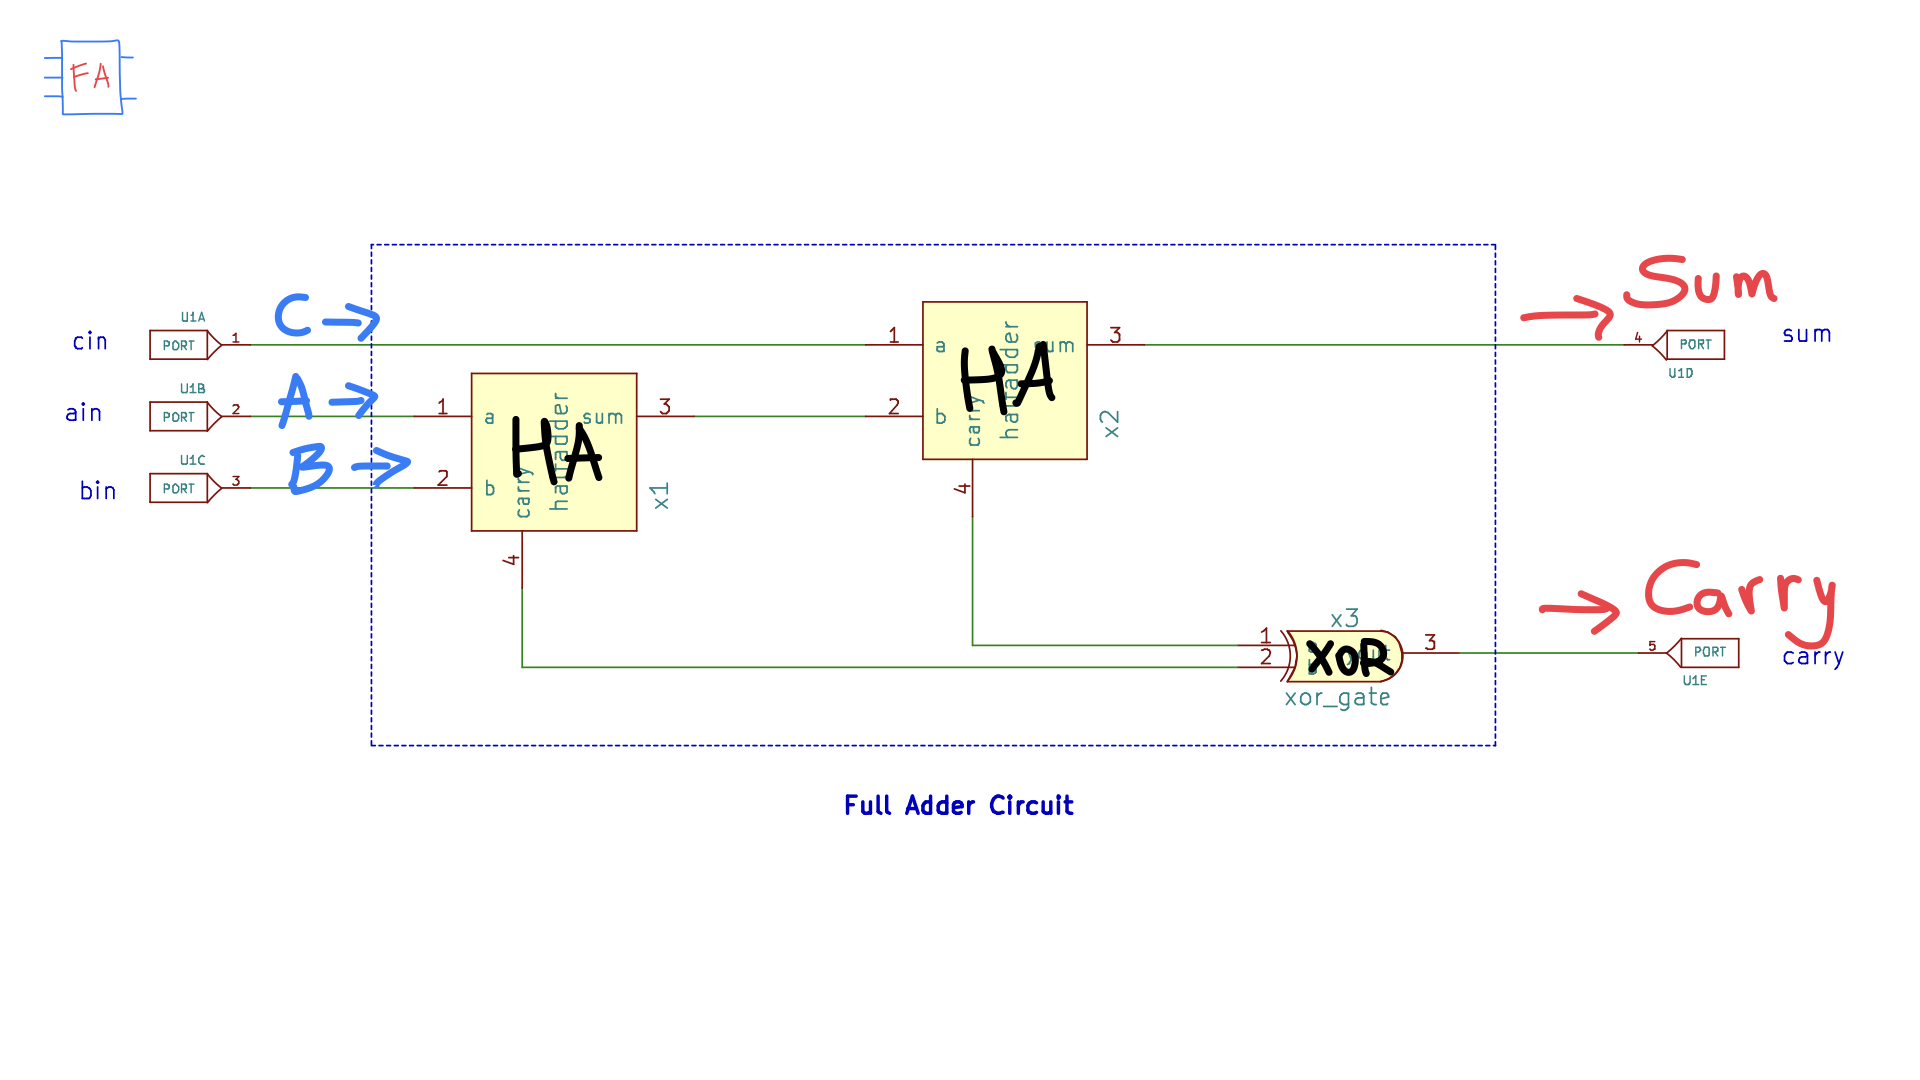 FA
C
Sum
U1A
cin
PORT
1
1
a
sum
halfadder
carry
HA
3
4
PORT
sum
U1D
A
U1B
ain
PORT
2
1
a
sum
halfadder
carry
HA
3
2
b
x2
B
U1C
bin
PORT
3
2
b
x1
4
4
Carry
x3
1
2
XOR
3
5
PORT
carry
xor_gate
U1E
Full Adder Circuit